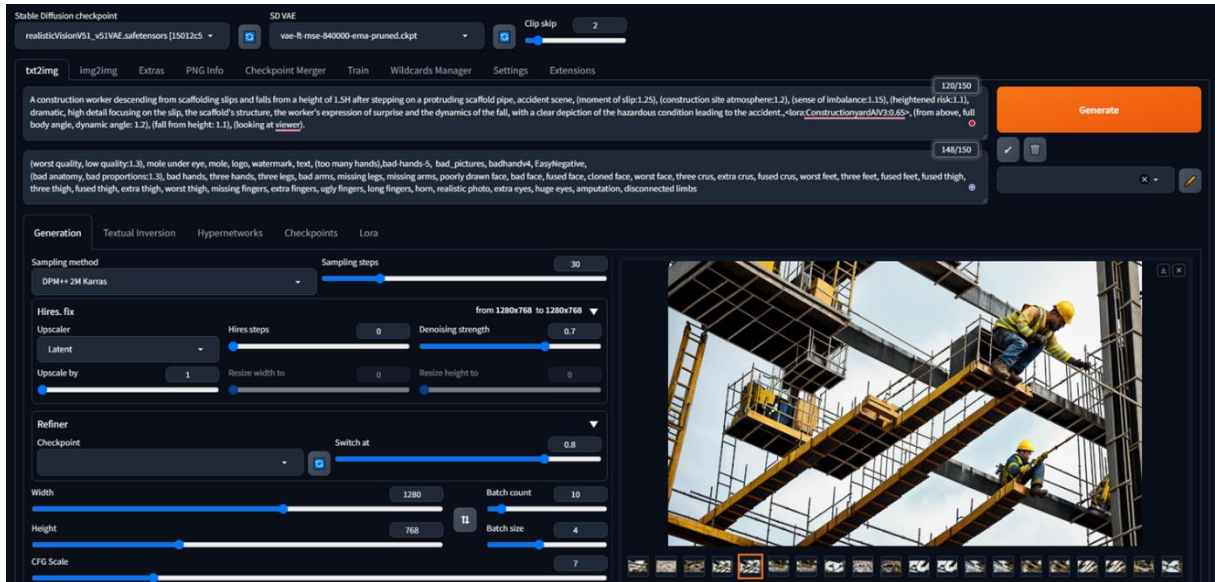 Stable Diffusion checkpoint
SD VAE
Clip skip 2
realisticVisionV51_v51VAE.safetensors [15012c5
vae-ft-mse-840000-ema-pruned.ckpt
txt2img img2img Extras PNG Info Checkpoint Merger Train Wildcards Manager Settings Extensions
120/150
A construction worker descending from scaffolding slips and falls from a height of 1.5H after stepping on a protruding scaffold pipe, accident scene, (moment of slip:1.25), (construction site atmosphere:1.2), (sense of imbalance:1.15), (heightened risk:1.1),
dramatic, high detail focusing on the slip, the scaffold's structure, the worker's expression of surprise and the dynamics of the fall, with a clear depiction of the hazardous condition leading to the accident.,<lora:ConstructionyardAIV3:0.65>, (from above, full
body angle, dynamic angle: 1.2), (fall from height: 1.1), (looking at viewer).
Generate
148/150
(worst quality, low quality:1.3), mole under eye, mole, logo, watermark, text, (too many hands),bad-hands-5, bad_pictures, badhandv4, EasyNegative,
(bad anatomy, bad proportions:1.3), bad hands, three hands, three legs, bad arms, missing legs, missing arms, poorly drawn face, bad face, fused face, cloned face, worst face, three crus, extra crus, fused crus, worst feet, three feet, fused feet, fused thigh,
three thigh, fused thigh, extra thigh, worst thigh, missing fingers, extra fingers, ugly fingers, long fingers, horn, realistic photo, extra eyes, huge eyes, amputation, disconnected limbs
Generation Textual Inversion Hypernetworks Checkpoints Lora
Sampling method
Sampling steps 30
DPM++ 2M Karras
Hires. fix from 1280x768 to 1280x768
Upscaler
Hires steps 0
Denoising strength 0.7
Latent
Upscale by 1
Resize width to 0
Resize height to 0
Refiner
Checkpoint
Switch at 0.8
Width 1280
Batch count 10
Height 768
Batch size 4
CFG Scale 7